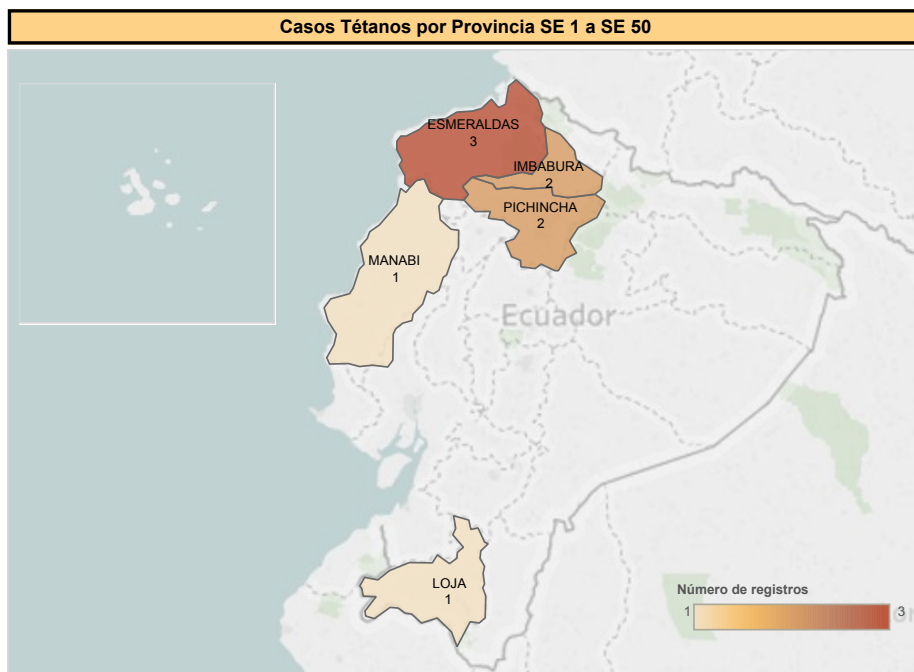 Casos Tétanos por Provincia SE 1 a SE 50
ESMERALDAS
3
IMBABURA
2
PICHINCHA
2
MANABI
1
Ecuador
LOJA
1
Número de registros
1
3